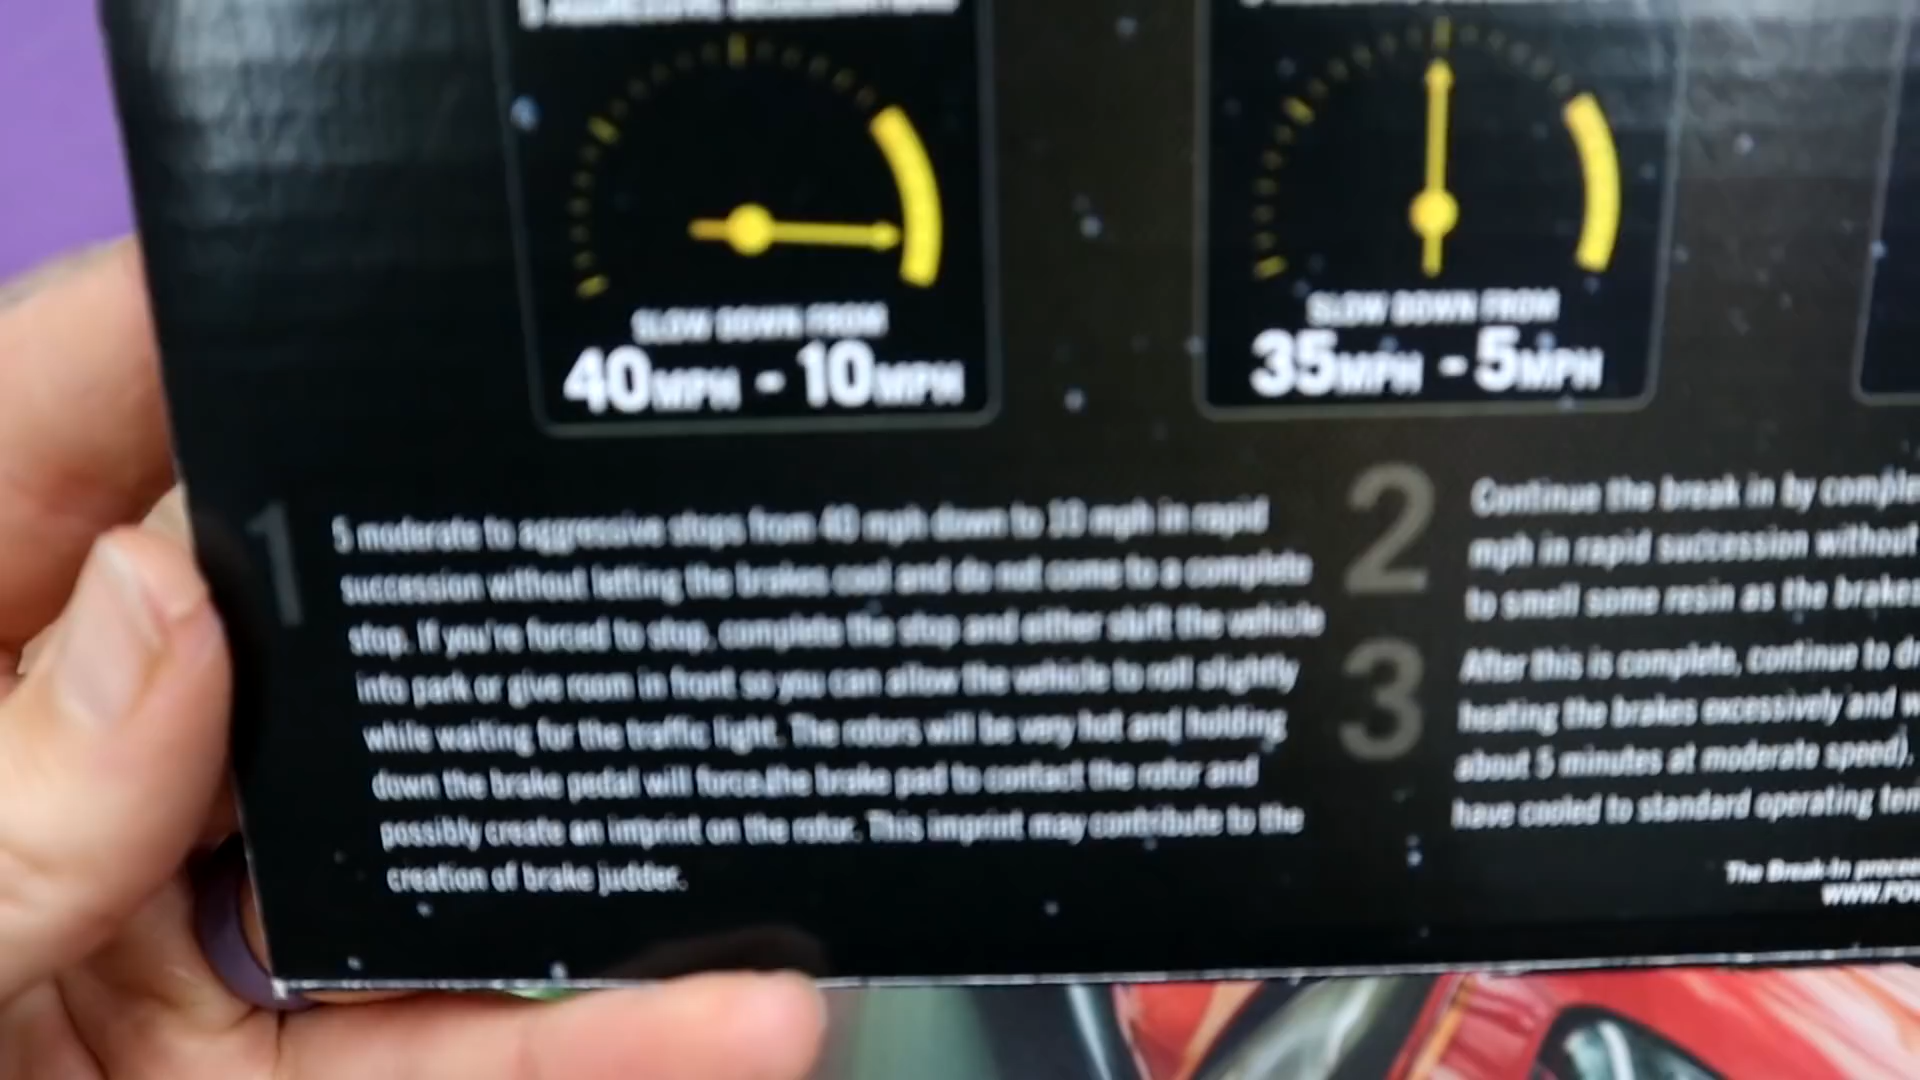 5 AGGRESSIVE
SLOW DOWN FROM
40MPH - 10MPH
SLOW DOWN FROM
35MPH - 5MPH
1
5 moderate to aggressive stops from 40 mph down to 10 mph in rapid
succession without letting the brakes cool and do not come to a complete
stop. If you're forced to stop, complete the stop and either shift the vehicle
into park or give room in front so you can allow the vehicle to roll slightly
while waiting for the traffic light. The rotors will be very hot and holding
down the brake pedal will force the brake pad to contact the rotor and
possibly create an imprint on the rotor. This imprint may contribute to the
creation of brake judder.
2
Continue the break in by comple
mph in rapid succession without
to smell some resin as the brakes
3
After this is complete, continue to dr
heating the brakes excessively and w
about 5 minutes at moderate speed).
have cooled to standard operating tem
The Break-In proce
WWW.POW